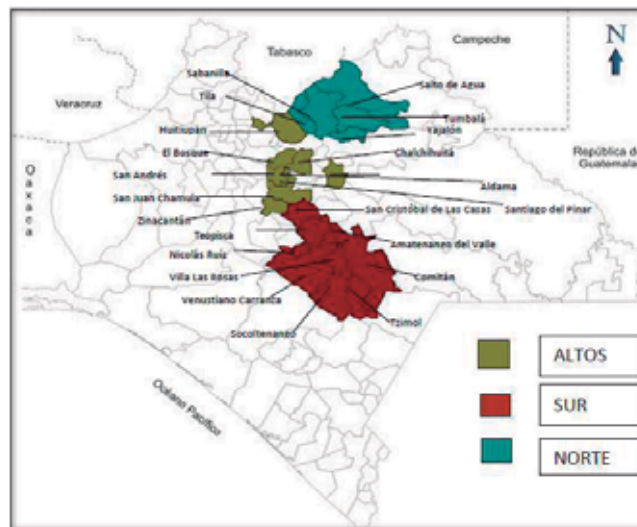 Campeche
Tabasco
N
Sabanilla
Salto de Agua
Tila
Veracruz
Tumbalá
Huitiupán
Yajalón
El Bosque
Chalchihuitá
República de Guatemala
San Andrés
Aldama
Oaxaca
San Juan Chamula
San Cristóbal de Las Casas
Santiago del Pinar
Zinacantán
Teopisca
Amatenaneo del Valle
Nicolás Ruiz
Villa Las Rosas
Comitán
Venustiano Carranza
Tzimol
Socoltenango
Océano Pacífico
ALTOS
SUR
NORTE